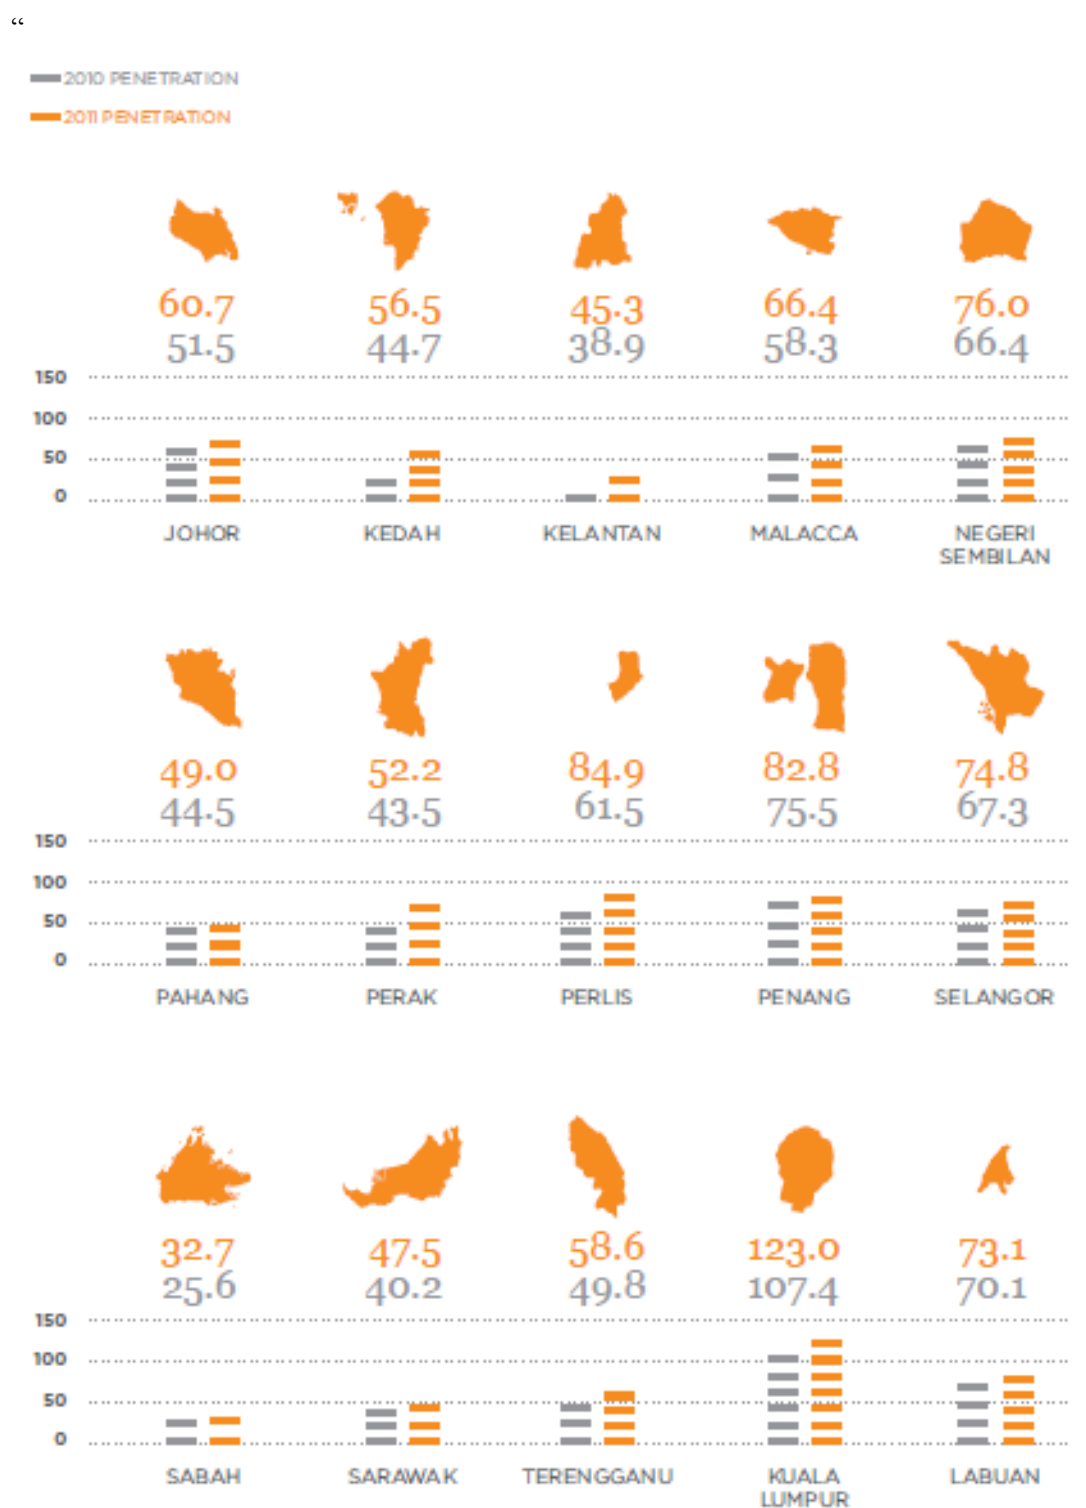 “
2010 PENETRATION
2011 PENETRATION
60.7 56.5 45.3 66.4 76.0
51.5 44.7 38.9 58.3 66.4
150
100
50
0
JOHOR KEDAH KELANTAN MALACCA NEGERI
SEMBILAN
49.0 52.2 84.9 82.8 74.8
44.5 43.5 61.5 75.5 67.3
150
100
50
0
PAHANG PERAK PERLIS PENANG SELANGOR
32.7 47.5 58.6 123.0 73.1
25.6 40.2 49.8 107.4 70.1
150
100
50
0
SABAH SARAWAK TERENGGANU KUALA LABUAN
LUMPUR